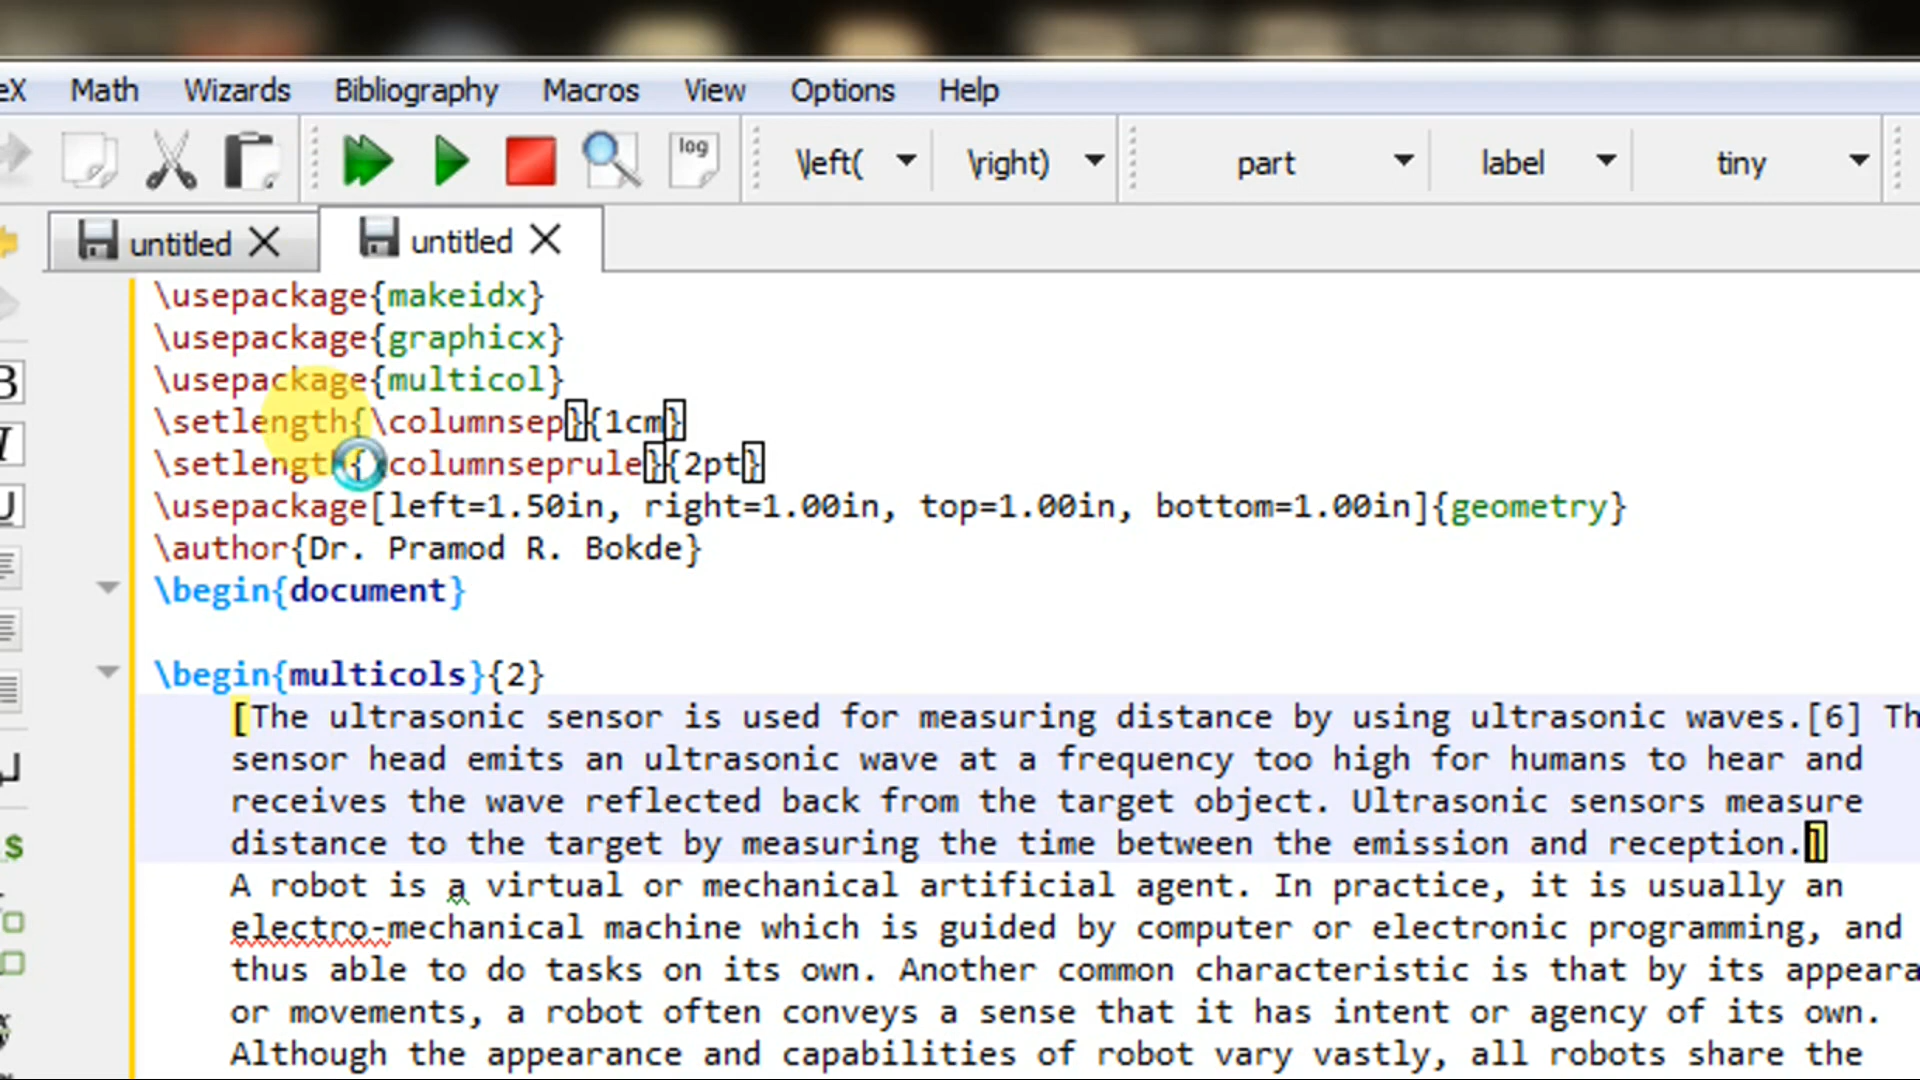 eX Math Wizards Bibliography Macros View Options Help
log \left( \right) part label tiny
untitled untitled
\usepackage{makeidx}
\usepackage{graphicx}
\usepackage{multicol}
\setlength{\columnsep}{1cm}
\setlength{\columnseprule}{2pt}
\usepackage[left=1.50in, right=1.00in, top=1.00in, bottom=1.00in]{geometry}
\author{Dr. Pramod R. Bokde}
\begin{document}
\begin{multicols}{2}
[The ultrasonic sensor is used for measuring distance by using ultrasonic waves.[6] Th
sensor head emits an ultrasonic wave at a frequency too high for humans to hear and
receives the wave reflected back from the target object. Ultrasonic sensors measure
distance to the target by measuring the time between the emission and reception.]
A robot is a virtual or mechanical artificial agent. In practice, it is usually an
electro-mechanical machine which is guided by computer or electronic programming, and
thus able to do tasks on its own. Another common characteristic is that by its appeara
or movements, a robot often conveys a sense that it has intent or agency of its own.
Although the appearance and capabilities of robot vary vastly, all robots share the